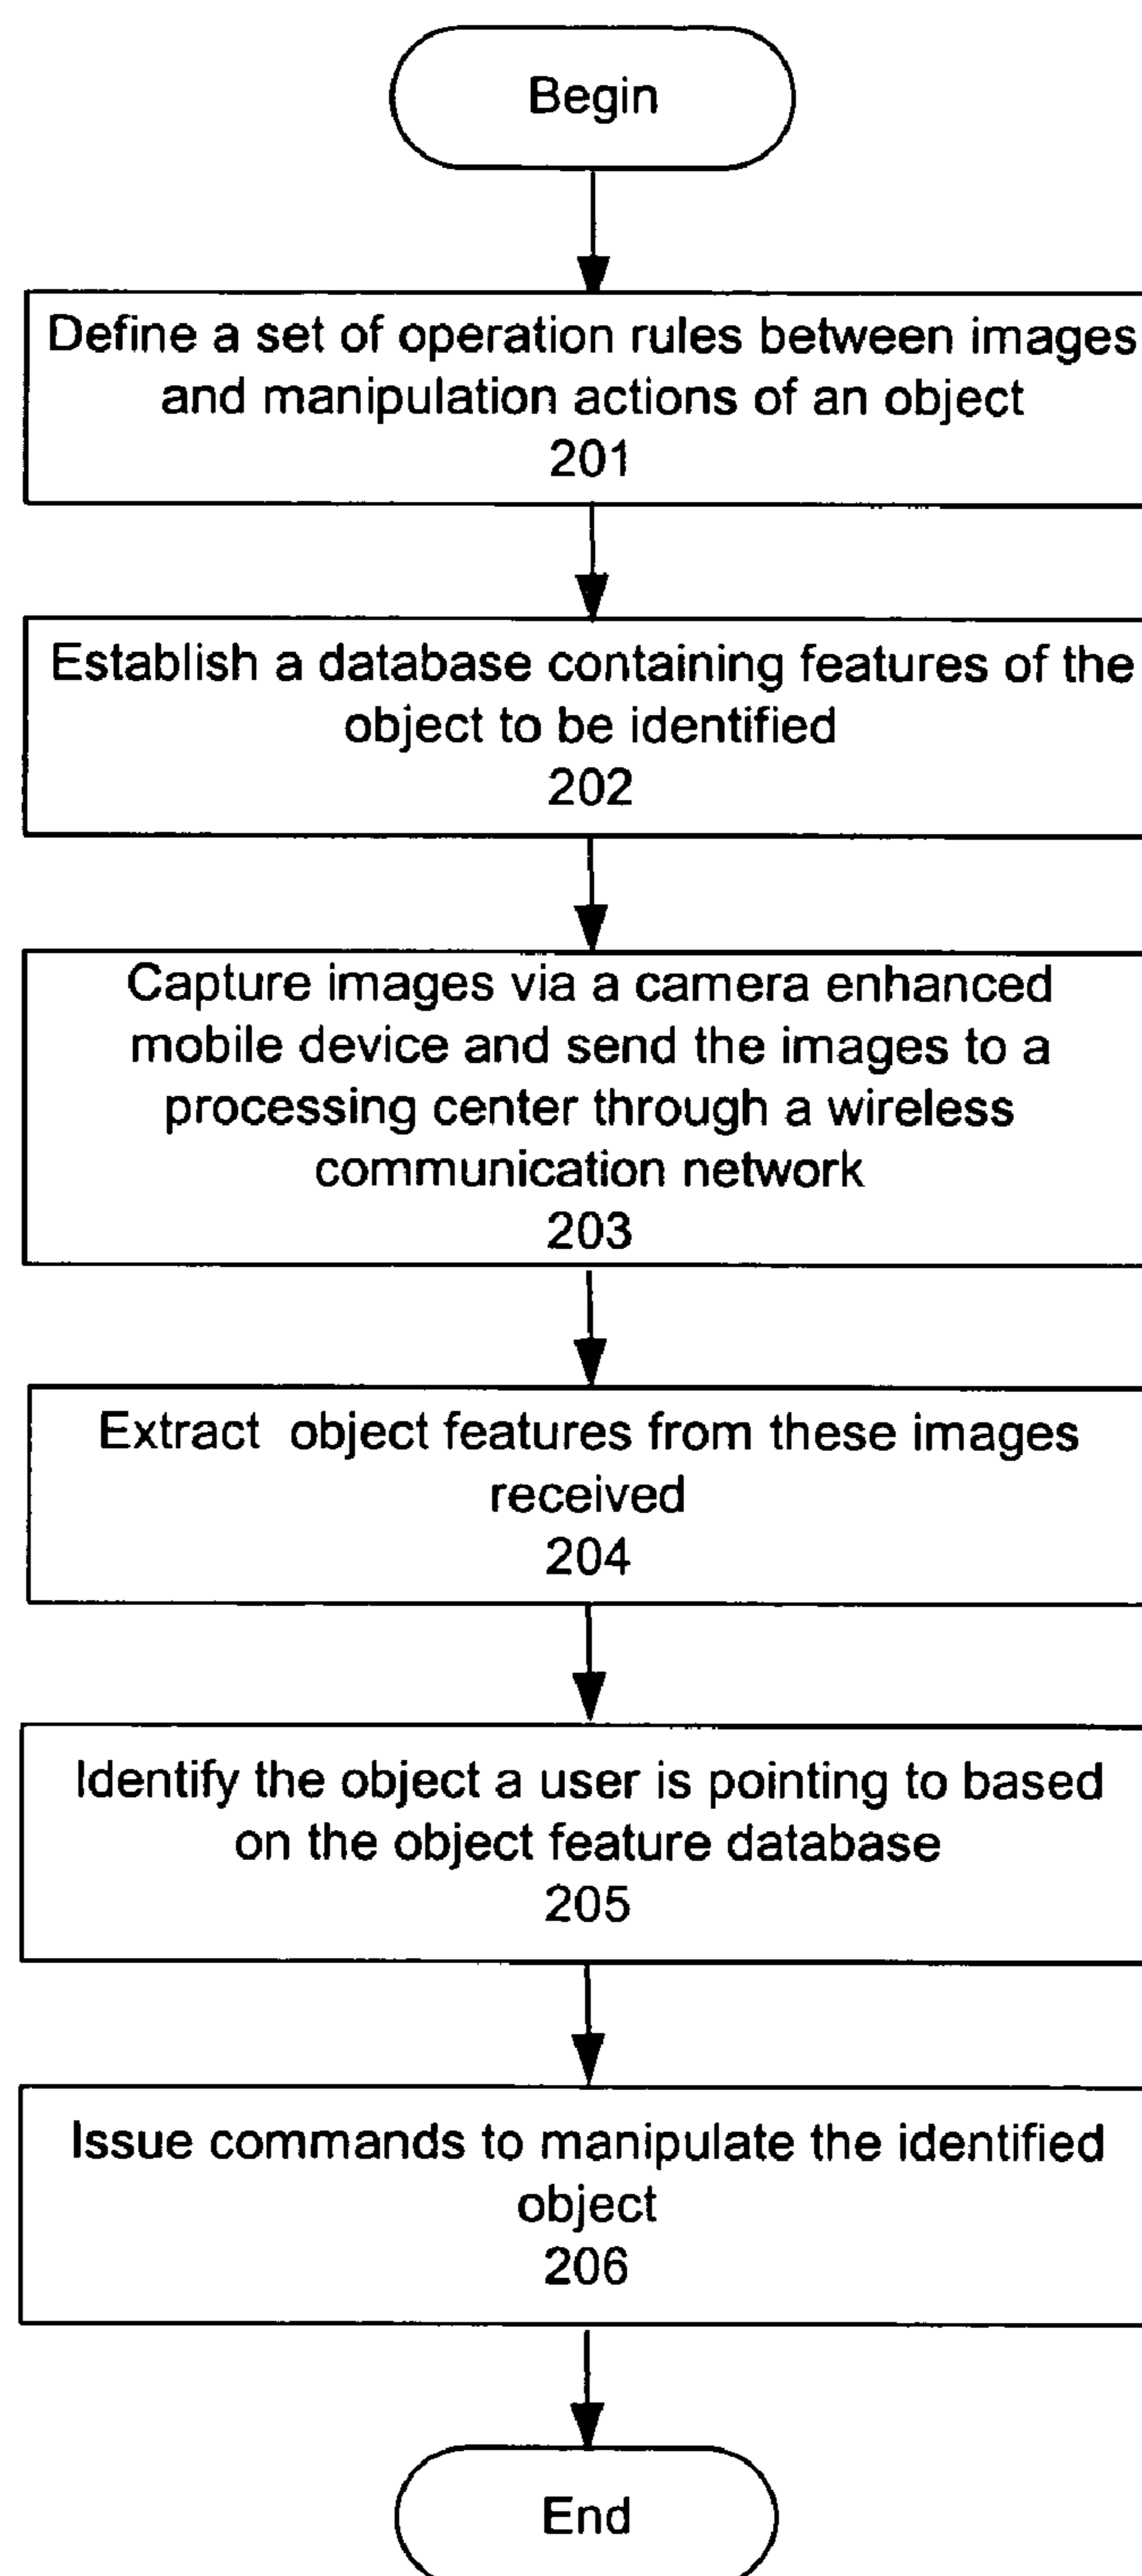 Begin
Define a set of operation rules between images
and manipulation actions of an object
201
Establish a database containing features of the
object to be identified
202
Capture images via a camera enhanced
mobile device and send the images to a
processing center through a wireless
communication network
203
Extract object features from these images
received
204
Identify the object a user is pointing to based
on the object feature database
205
Issue commands to manipulate the identified
object
206
End